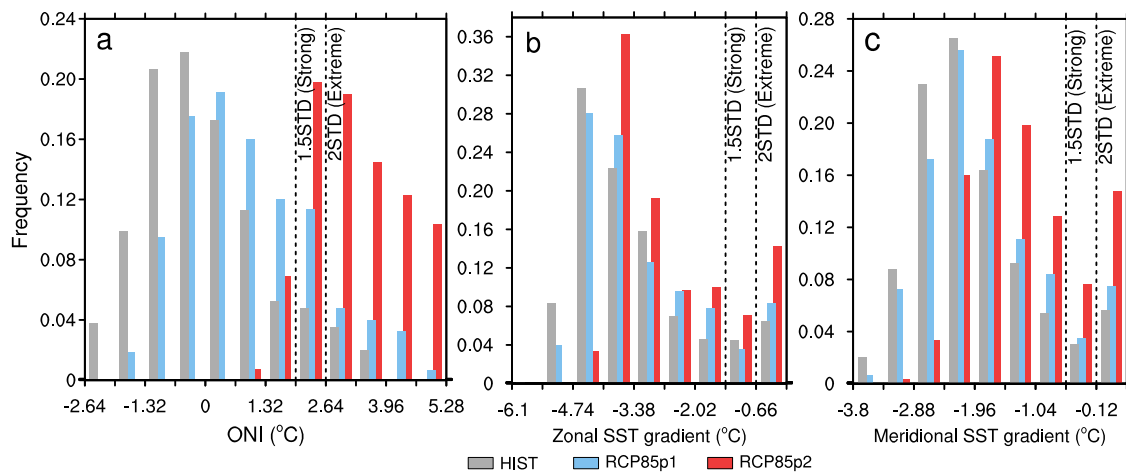 a
b
c
Frequency
0.24
0.20
0.16
0.12
0.08
0.04
0
1.5STD (Strong)
2STD (Extreme)
-2.64 -1.32 0 1.32 2.64 3.96 5.28
ONI (°C)
0.36
0.32
0.28
0.24
0.20
0.16
0.12
0.08
0.04
0
1.5STD (Strong)
2STD (Extreme)
-6.1 -4.74 -3.38 -2.02 -0.66
Zonal SST gradient (°C)
0.28
0.24
0.20
0.16
0.12
0.08
0.04
0
1.5STD (Strong)
2STD (Extreme)
-3.8 -2.88 -1.96 -1.04 -0.12
Meridional SST gradient (°C)
HIST RCP85p1 RCP85p2